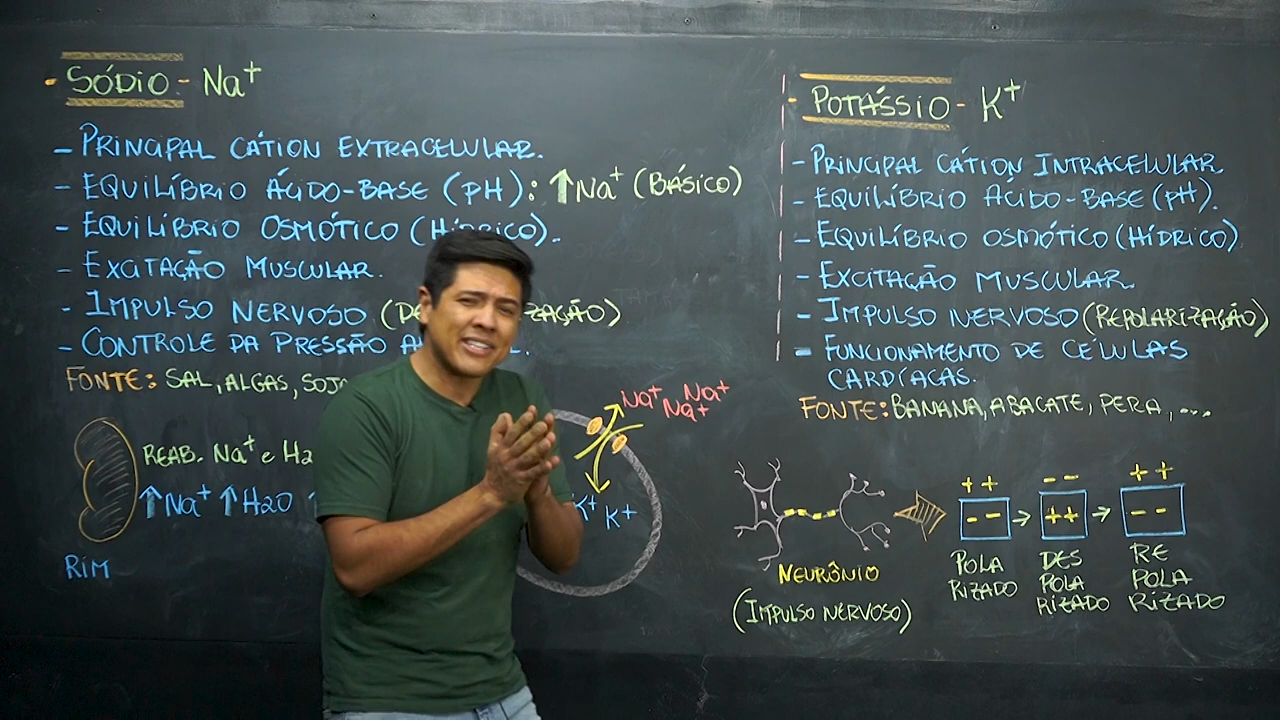 • SÓDIO - Na+
- PRINCIPAL CÁTION EXTRACELULAR.
- EQUILÍBRIO ÁCIDO-BASE (pH): ↑Na+ (BÁSICO)
- EQUILÍBRIO OSMÓTICO (HÍDRICO).
- EXCITAÇÃO MUSCULAR.
- IMPULSO NERVOSO
- CONTROLE DA PRESSÃO
FONTE: SAL, ALGAS,
REAB. Na+ e
↑Na+ ↑H2O
RIM
Na+ Na+
Na+
K+ K+
- POTÁSSIO - K+
- PRINCIPAL CÁTION INTRACELULAR
- EQUILÍBRIO ÁCIDO-BASE (pH).
- EQUILÍBRIO OSMÓTICO (HÍDRICO).
- EXCITAÇÃO MUSCULAR.
- IMPULSO NERVOSO (REPOLARIZAÇÃO)
- FUNCIONAMENTO DE CÉLULAS
CARDÍACAS.
FONTE: BANANA, ABACATE, PERA, ...
NEURÔNIO
(IMPULSO NERVOSO)
++
--
POLA
RIZADO
--
++
DES
POLA
RIZADO
++
--
RE
POLA
RIZADO